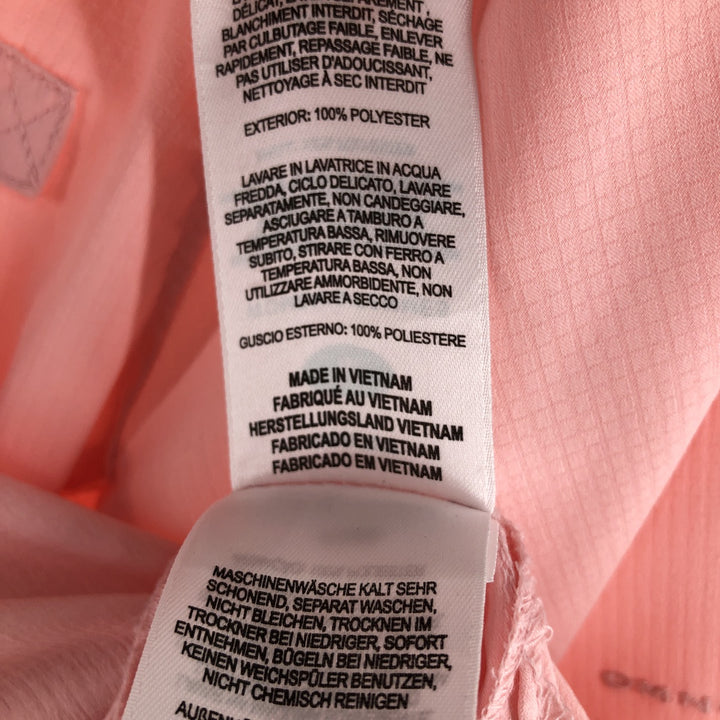 DÉLICAT,
BLANCHIMENT INTERDIT, SÉCHAGE
PAR CULBUTAGE FAIBLE, ENLEVER
RAPIDEMENT, REPASSAGE FAIBLE, NE
PAS UTILISER D'ADOUCISSANT,
NETTOYAGE À SEC INTERDIT
EXTERIOR: 100% POLYESTER
LAVARE IN LAVATRICE IN ACQUA
FREDDA, CICLO DELICATO, LAVARE
SEPARATAMENTE, NON CANDEGGIARE,
ASCIUGARE A TAMBURO A
TEMPERATURA BASSA, RIMUOVERE
SUBITO, STIRARE CON FERRO A
TEMPERATURA BASSA, NON
UTILIZZARE AMMORBIDENTE, NON
LAVARE A SECCO
GUSCIO ESTERNO: 100% POLIESTERE
MADE IN VIETNAM
FABRIQUÉ AU VIETNAM
HERSTELLUNGSLAND VIETNAM
FABRICADO EN VIETNAM
FABRICADO EM VIETNAM
MASCHINENWÄSCHE KALT SEHR
SCHONEND, SEPARAT WASCHEN,
NICHT BLEICHEN, TROCKNEN IM
TROCKNER BEI NIEDRIGER, SOFORT
ENTNEHMEN, BÜGELN BEI NIEDRIGER,
KEINEN WEICHSPÜLER BENUTZEN,
NICHT CHEMISCH REINIGEN